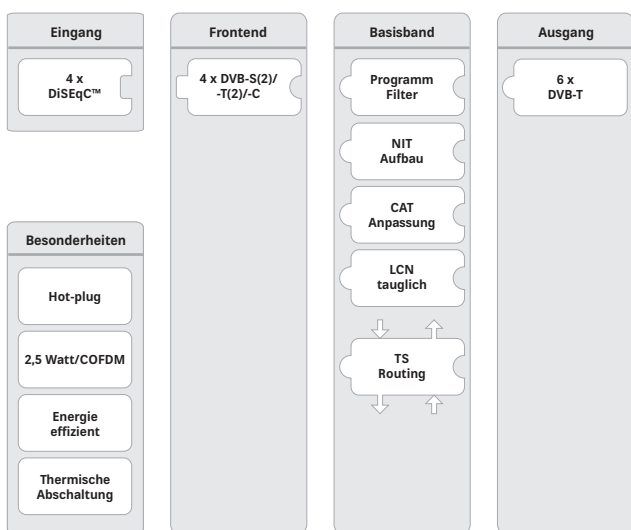 Eingang
4 x
DiSEqC™
Frontend
4 x DVB-S(2)/
-T(2)/-C
Basisband
Programm
Filter
NIT
Aufbau
CAT
Anpassung
LCN
tauglich
TS
Routing
Ausgang
6 x
DVB-T
Besonderheiten
Hot-plug
2,5 Watt/COFDM
Energie
effizient
Thermische
Abschaltung